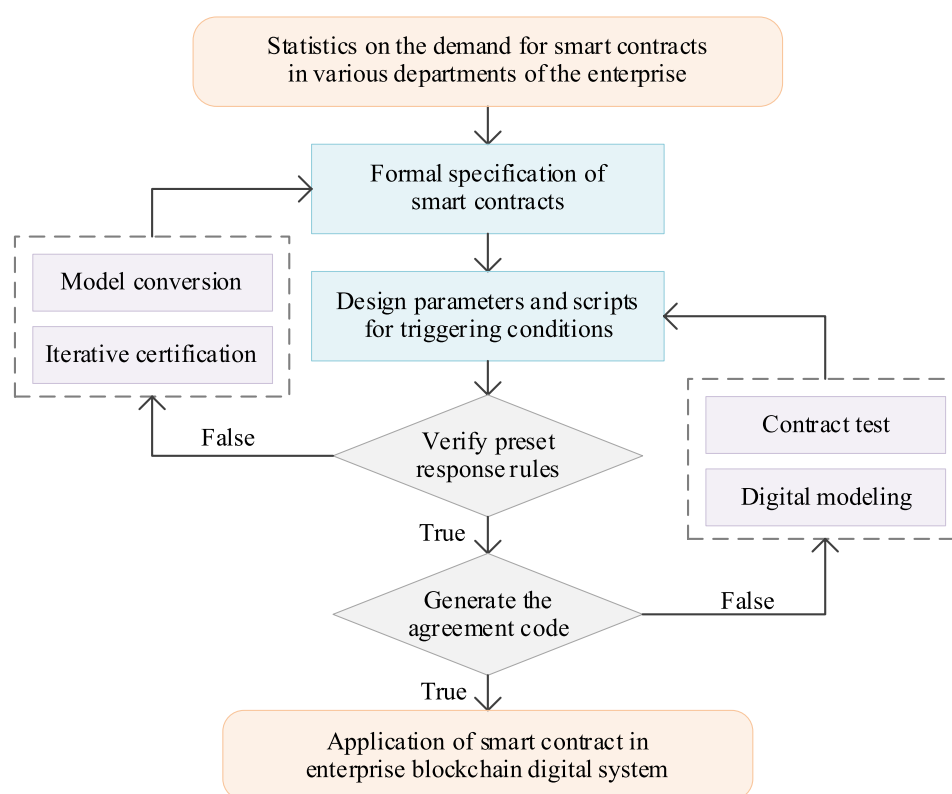 Statistics on the demand for smart contracts
in various departments of the enterprise
Formal specification of
smart contracts
Model conversion
Iterative certification
Design parameters and scripts
for triggering conditions
Contract test
Digital modeling
False
Verify preset
response rules
True
Generate the
agreement code
False
True
Application of smart contract in
enterprise blockchain digital system